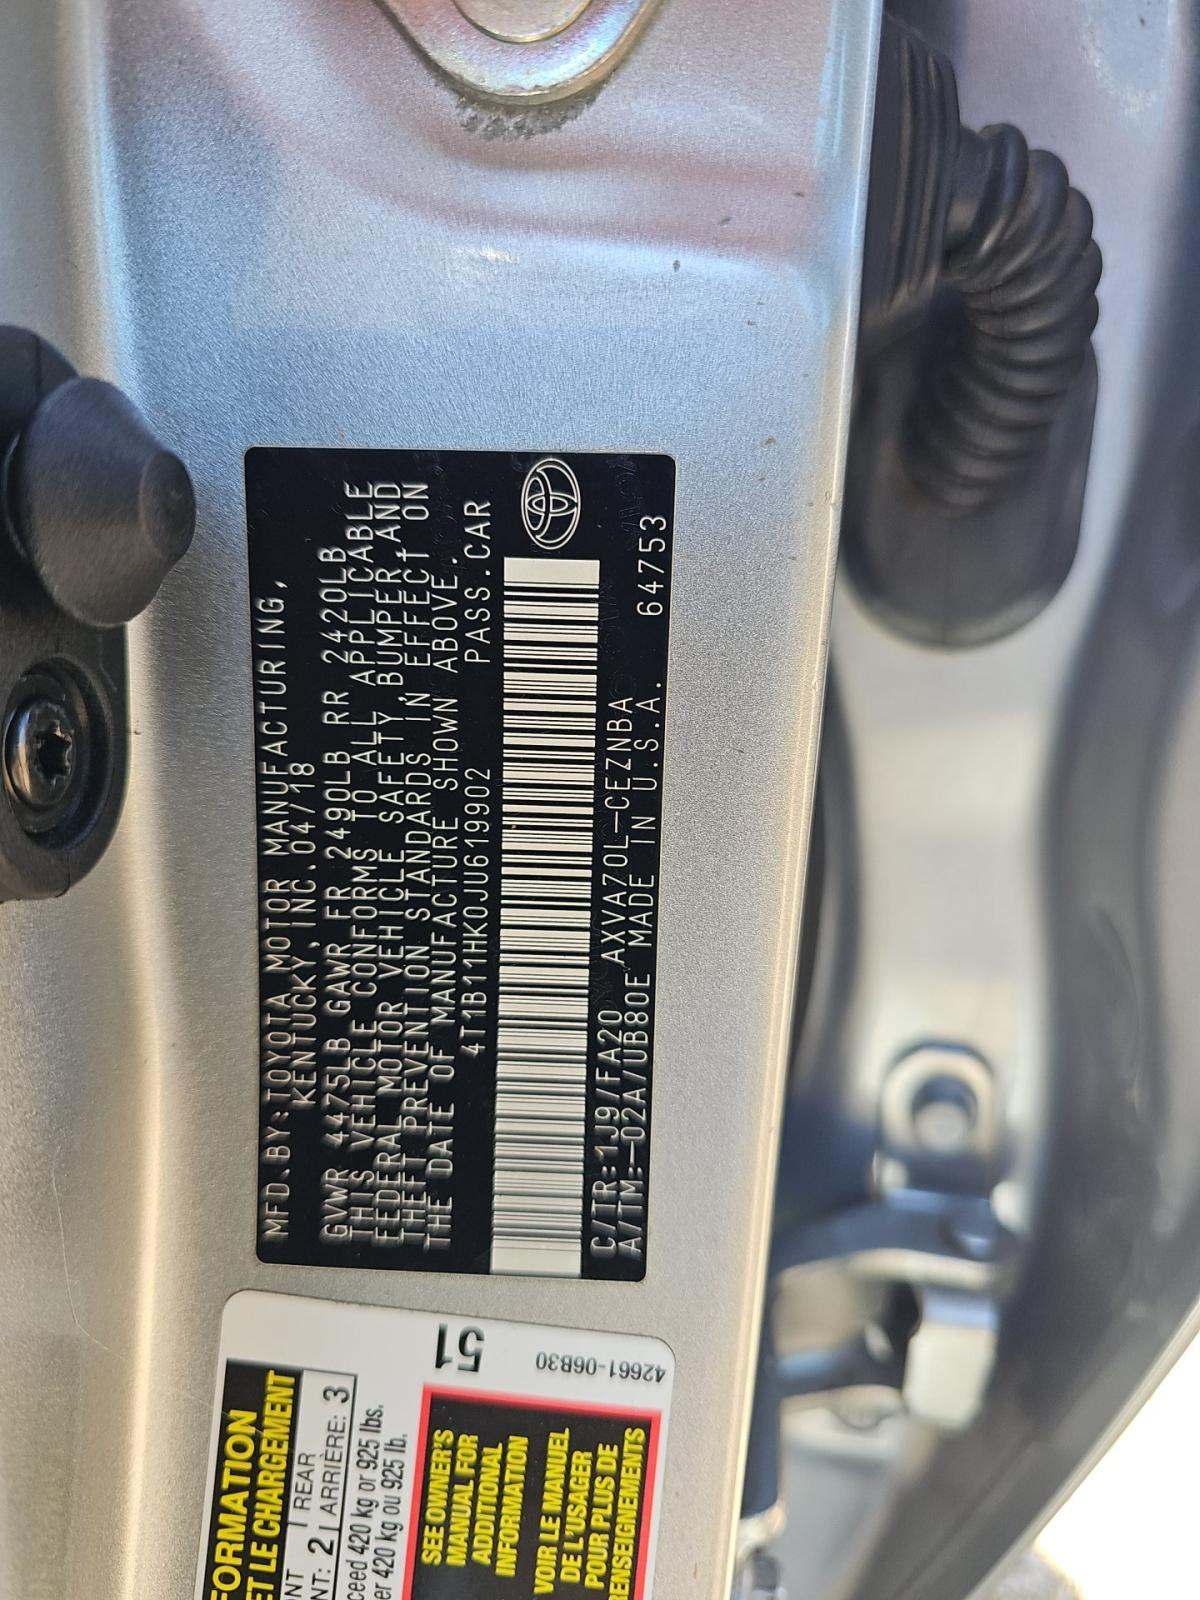 MFD.BY:TOYOTA MOTOR MANUFACTURING,
KENTUCKY,INC.04/18
GVWR 4475LB GAWR FR 2490LB RR 2420LB
THIS VEHICLE CONFORMS TO ALL APPLICABLE
FEDERAL MOTOR VEHICLE SAFETY,BUMPER,AND
THEFT PREVENTION STANDARDS IN EFFECT ON
THE DATE OF MANUFACTURE SHOWN ABOVE.
4T1B11HK0JU619902 PASS.CAR
C/TR:1J9/FA20 AXVA70L-CEZNBA
A/TM:-02A/UB80E MADE IN U.S.A. 64753
51
42661-06B30
FORMATION
ET LE CHARGEMENT
REAR
2 ARRIÈRE: 3
420 kg or 925 lbs.
420 kg ou 925 lb.
SEE OWNER'S
MANUAL FOR
ADDITIONAL
INFORMATION
VOIR LE MANUEL
DE L'USAGER
POUR PLUS DE
RENSEIGNEMENTS